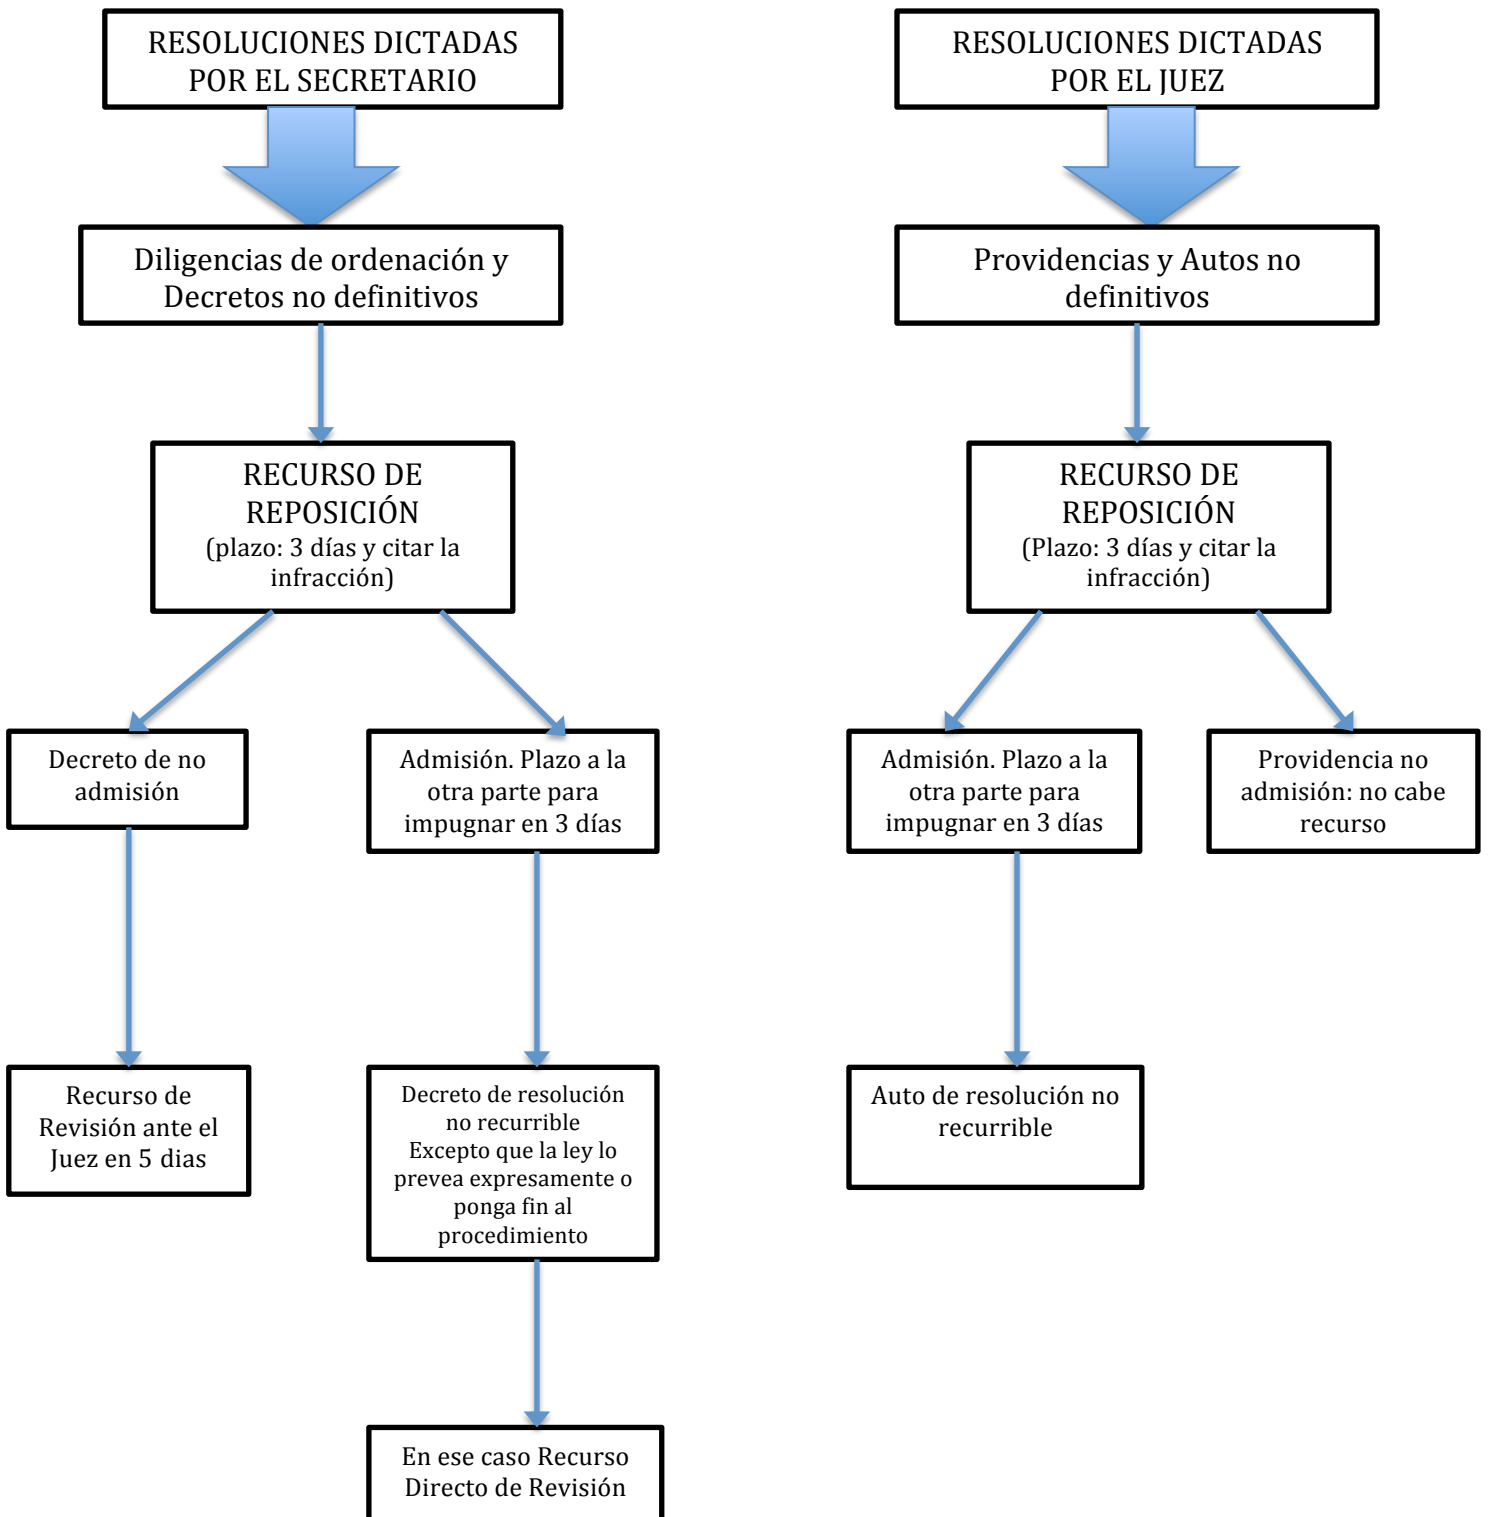 RESOLUCIONES DICTADAS
POR EL SECRETARIO
RESOLUCIONES DICTADAS
POR EL JUEZ
Diligencias de ordenación y
Decretos no definitivos
Providencias y Autos no
definitivos
RECURSO DE
REPOSICIÓN
(plazo: 3 días y citar la
infracción)
RECURSO DE
REPOSICIÓN
(Plazo: 3 días y citar la
infracción)
Decreto de no
admisión
Admisión. Plazo a la
otra parte para
impugnar en 3 días
Admisión. Plazo a la
otra parte para
impugnar en 3 días
Providencia no
admisión: no cabe
recurso
Recurso de
Revisión ante el
Juez en 5 dias
Decreto de resolución
no recurrible
Excepto que la ley lo
prevea expresamente o
ponga fin al
procedimiento
Auto de resolución no
recurrible
En ese caso Recurso
Directo de Revisión